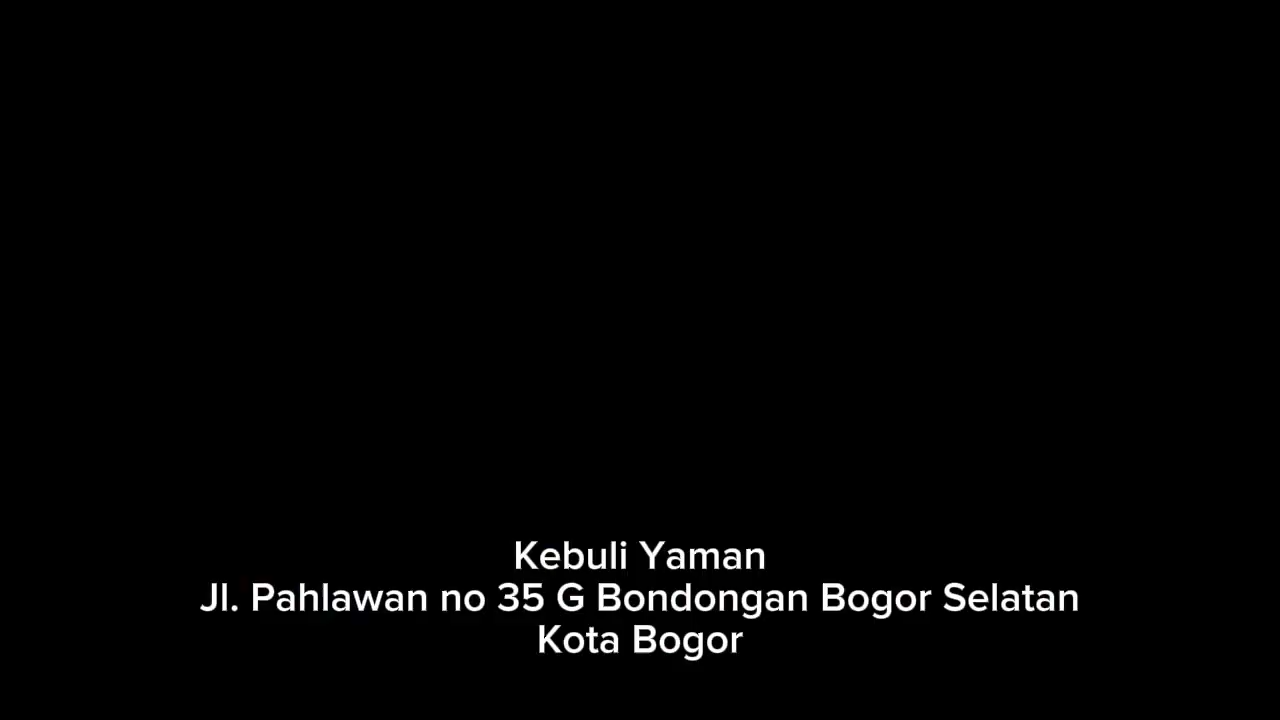 Kebuli Yaman
Jl. Pahlawan no 35 G Bondongan Bogor Selatan
Kota Bogor